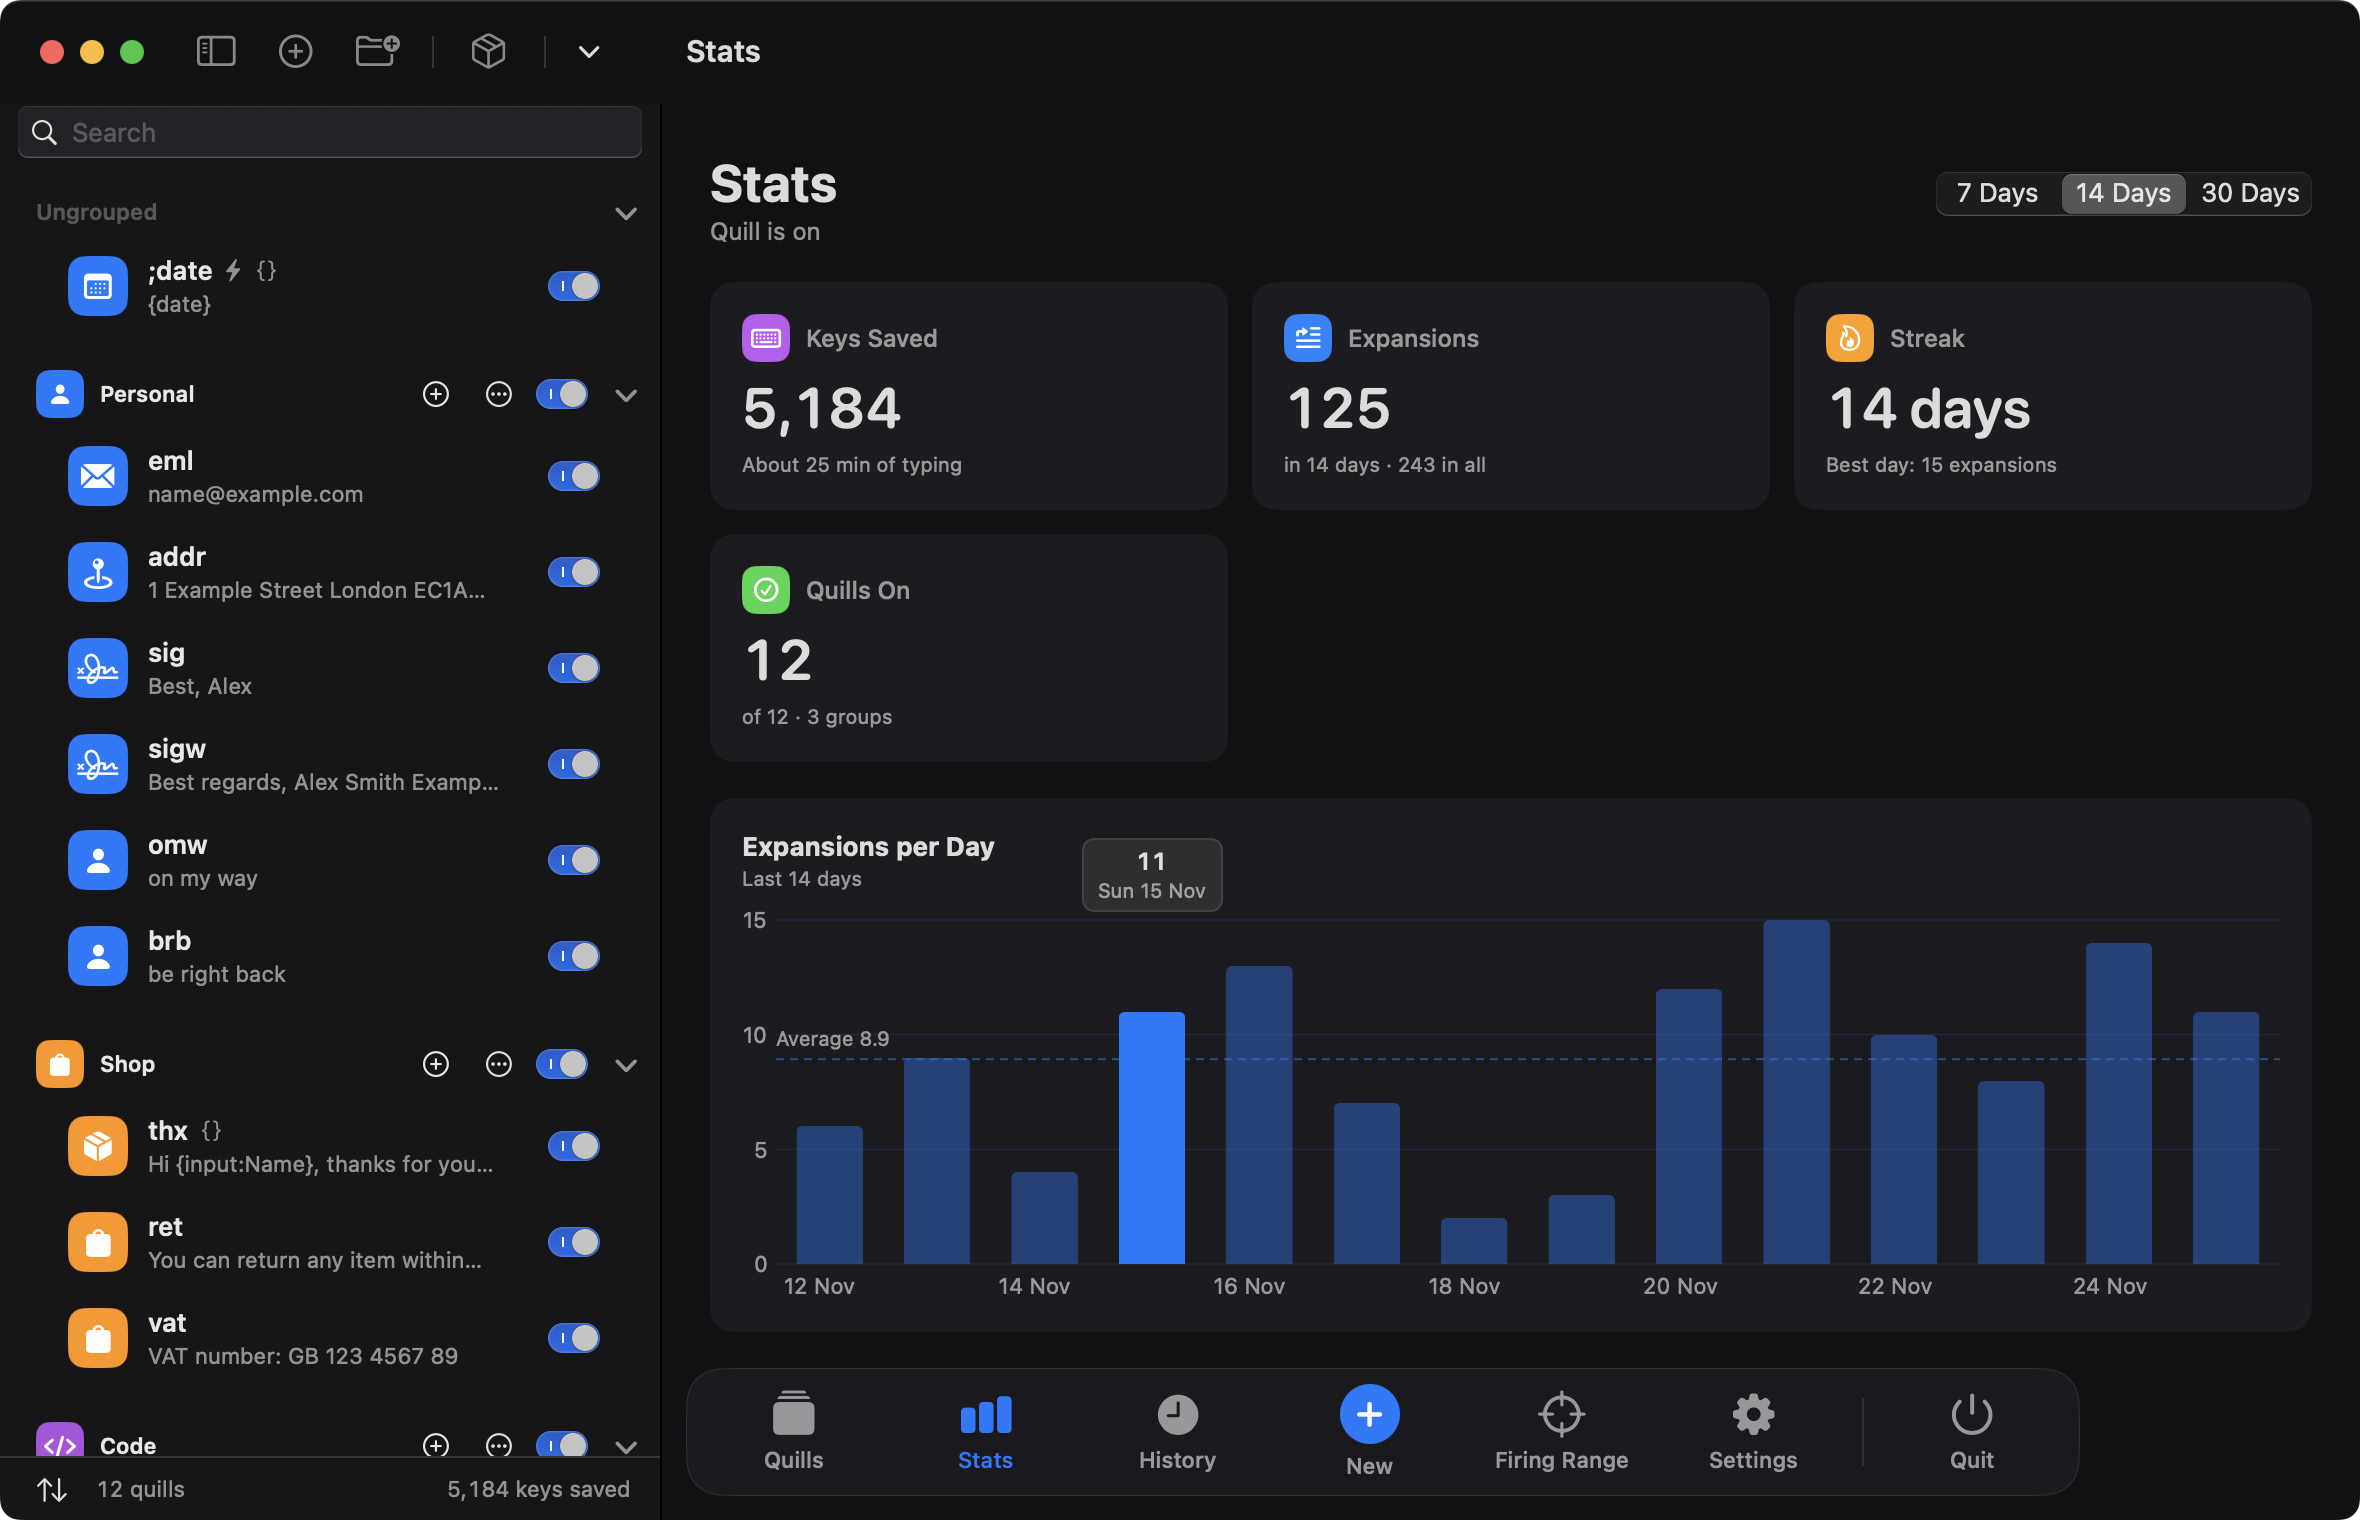 Stats
Search
Ungrouped
;date {}
{date}
Personal
eml
name@example.com
addr
1 Example Street London EC1A...
sig
Best, Alex
sigw
Best regards, Alex Smith Examp...
omw
on my way
brb
be right back
Shop
thx {}
Hi {input:Name}, thanks for you...
ret
You can return any item within...
vat
VAT number: GB 123 4567 89
Code
12 quills
5,184 keys saved
Stats
Quill is on
7 Days
14 Days
30 Days
Keys Saved
5,184
About 25 min of typing
Expansions
125
in 14 days · 243 in all
Streak
14 days
Best day: 15 expansions
Quills On
12
of 12 · 3 groups
Expansions per Day
Last 14 days
11
Sun 15 Nov
15
10
Average 8.9
5
0
12 Nov
14 Nov
16 Nov
18 Nov
20 Nov
22 Nov
24 Nov
Quills
Stats
History
New
Firing Range
Settings
Quit